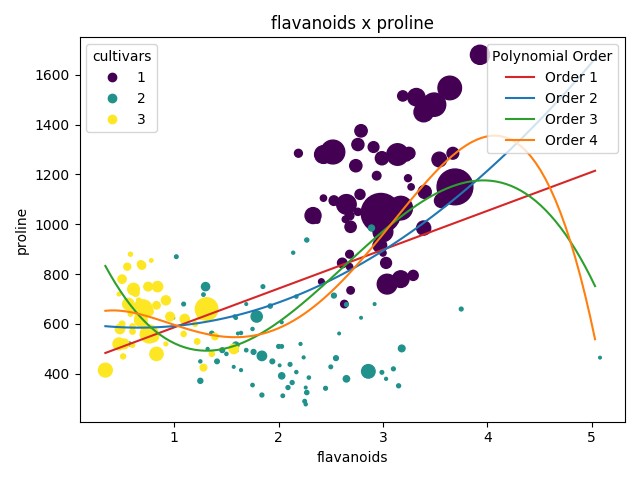 flavanoids x proline
cultivars
1
2
3
Polynomial Order
Order 1
Order 2
Order 3
Order 4
proline
1600
1400
1200
1000
800
600
400
1 2 3 4 5
flavanoids